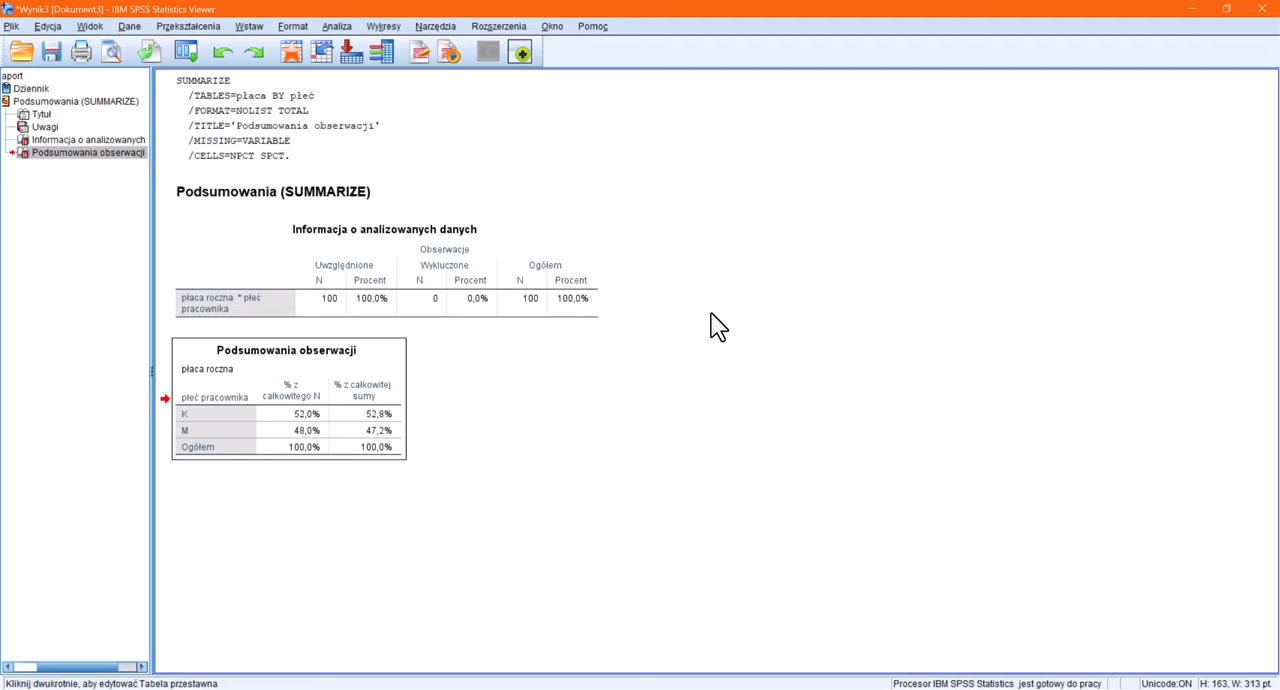 *Wynik3 [Dokument3] - IBM SPSS Statistics Viewer
Plik Edycja Widok Dane Przekształcenia Wstaw Format Analiza Wykresy Narzędzia Rozszerzenia Okno Pomoc
aport
Dziennik
Podsumowania (SUMMARIZE)
Tytuł
Uwagi
Informacja o analizowanych
Podsumowania obserwacji
SUMMARIZE
/TABLES=płaca BY płeć
/FORMAT=NOLIST TOTAL
/TITLE='Podsumowania obserwacji'
/MISSING=VARIABLE
/CELLS=NPCT SPCT.
Podsumowania (SUMMARIZE)
Informacja o analizowanych danych
Obserwacje
Uwzględnione Wykluczone Ogółem
N Procent N Procent N Procent
płaca roczna * płeć
pracownika
100 100,0% 0 0,0% 100 100,0%
Podsumowania obserwacji
płaca roczna
płeć pracownika
% z
całkowitego N
% z całkowitej
sumy
K 52,0% 52,8%
M 48,0% 47,2%
Ogółem 100,0% 100,0%
Kliknij dwukrotnie, aby edytować Tabela przestawna
Procesor IBM SPSS Statistics jest gotowy do pracy
Unicode:ON
H: 163, W: 313 pt.